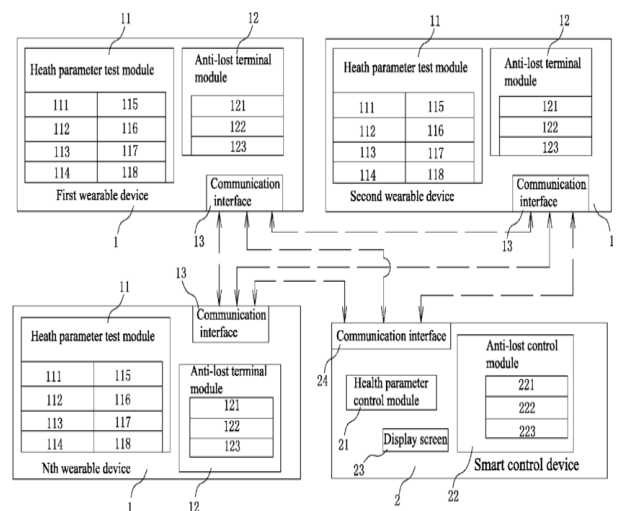 11
12
Heath parameter test module
111 115
112 116
113 117
114 118
Anti-lost terminal
module
121
122
123
First wearable device
Communication
interface
1
13
11
12
Heath parameter test module
111 115
112 116
113 117
114 118
Anti-lost terminal
module
121
122
123
Second wearable device
Communication
interface
13
1
11
13
Communication
interface
Heath parameter test module
111 115
112 116
113 117
114 118
Anti-lost terminal
module
121
122
123
Nth wearable device
1
12
Communication interface
24
Health parameter
control module
21
Display screen
23
Anti-lost control
module
221
222
223
Smart control device
2
22